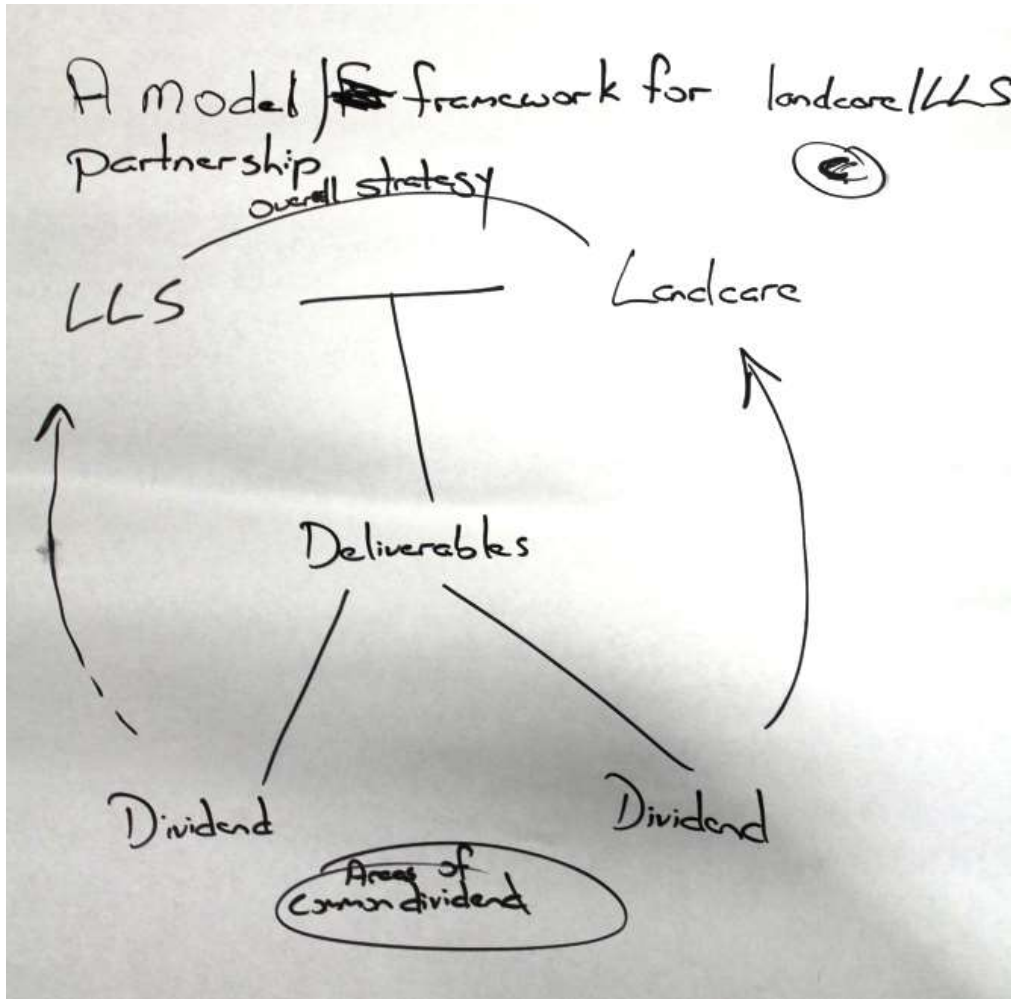 A model / framework for landcare/LLS
partnership
C
overall strategy
LLS
Landcare
Deliverables
Dividend
Dividend
Areas of
common dividend